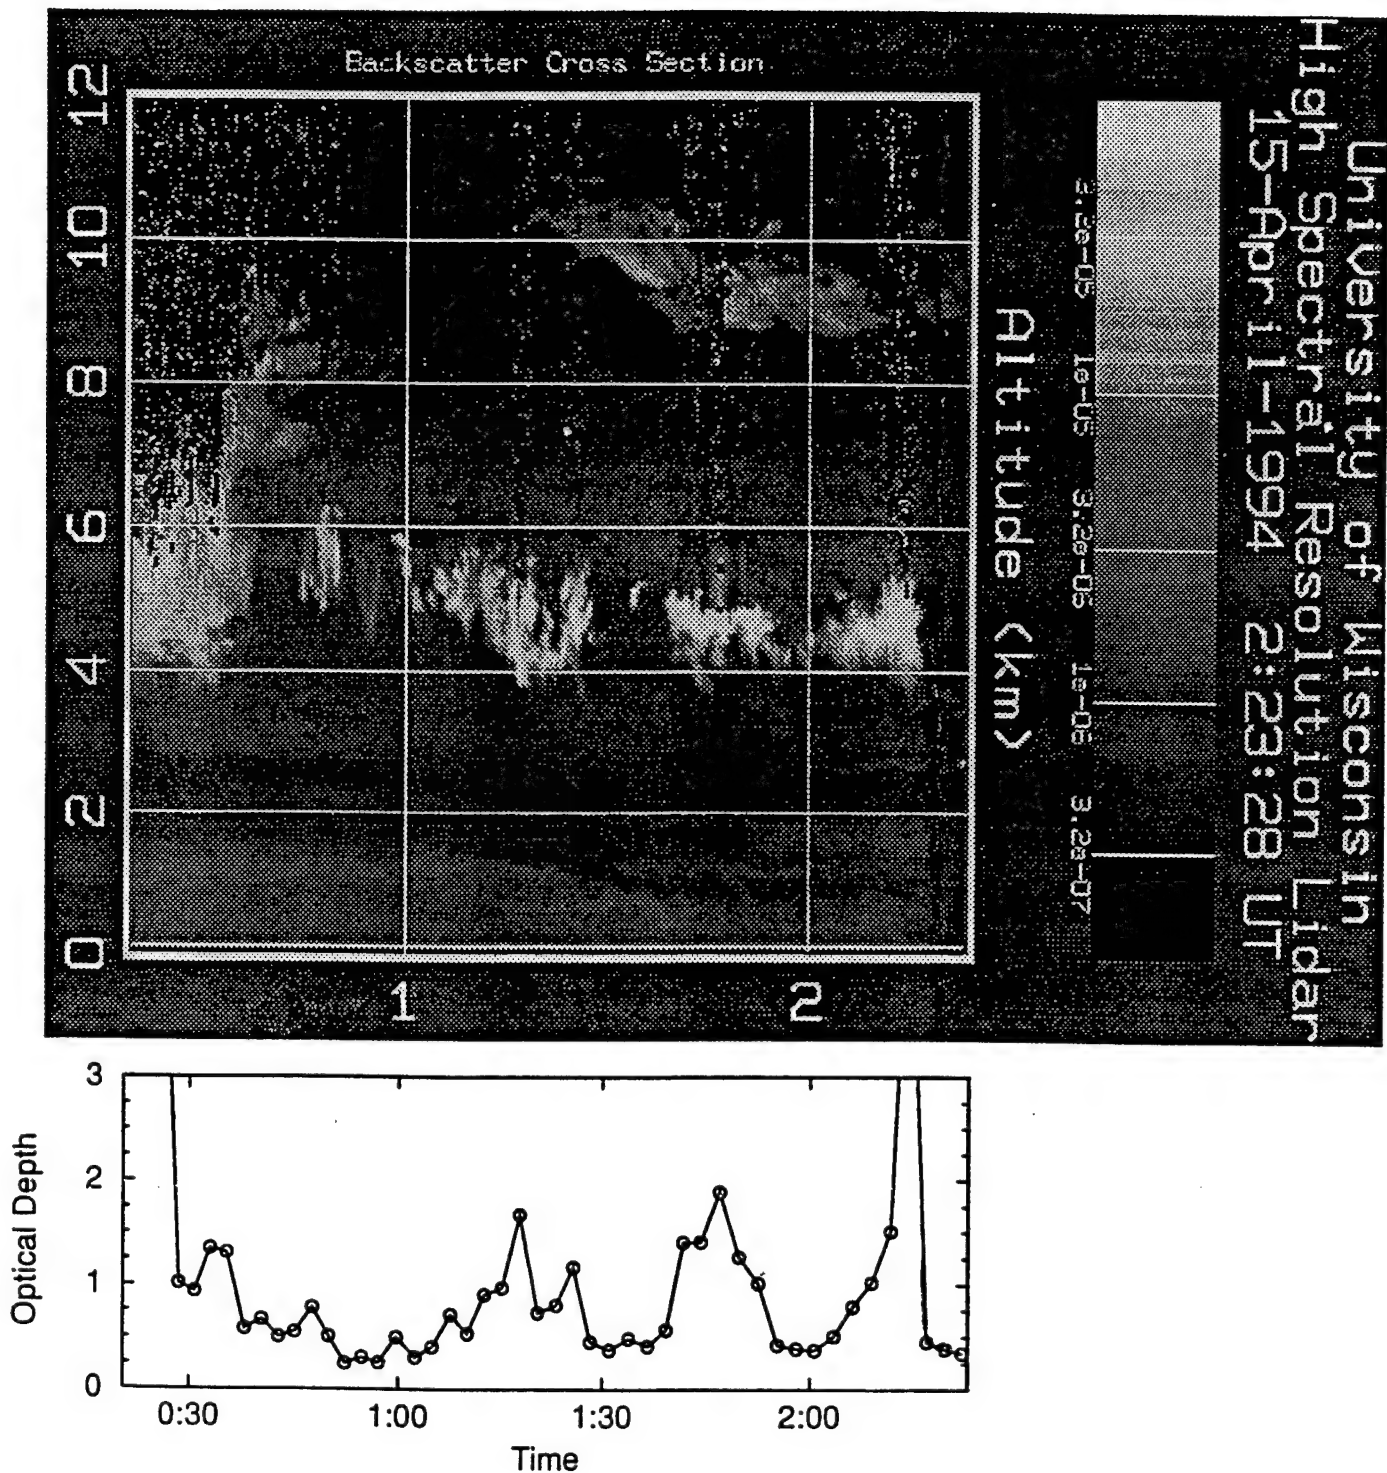 Backscatter Cross Section
12
10
8
6
4
2
0
1
2
Altitude <km>
3.2e-05
1e-05
3.2e-06
1e-06
3.2e-07
University of Wisconsin
High Spectral Resolution Lidar
15-April-1994 2:23:28 UT
3
2
1
0
Optical Depth
0:30
1:00
1:30
2:00
Time